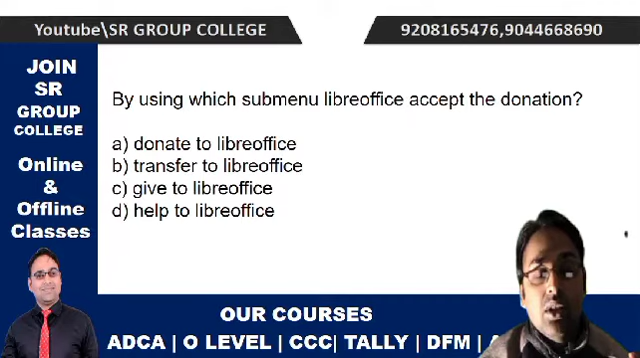 Youtube\SR GROUP COLLEGE
9208165476,9044668690
JOIN
SR
GROUP
COLLEGE
Online
&
Offline
Classes
By using which submenu libreoffice accept the donation?
a) donate to libreoffice
b) transfer to libreoffice
c) give to libreoffice
d) help to libreoffice
OUR COURSES
ADCA | O LEVEL | CCC| TALLY | DFM |